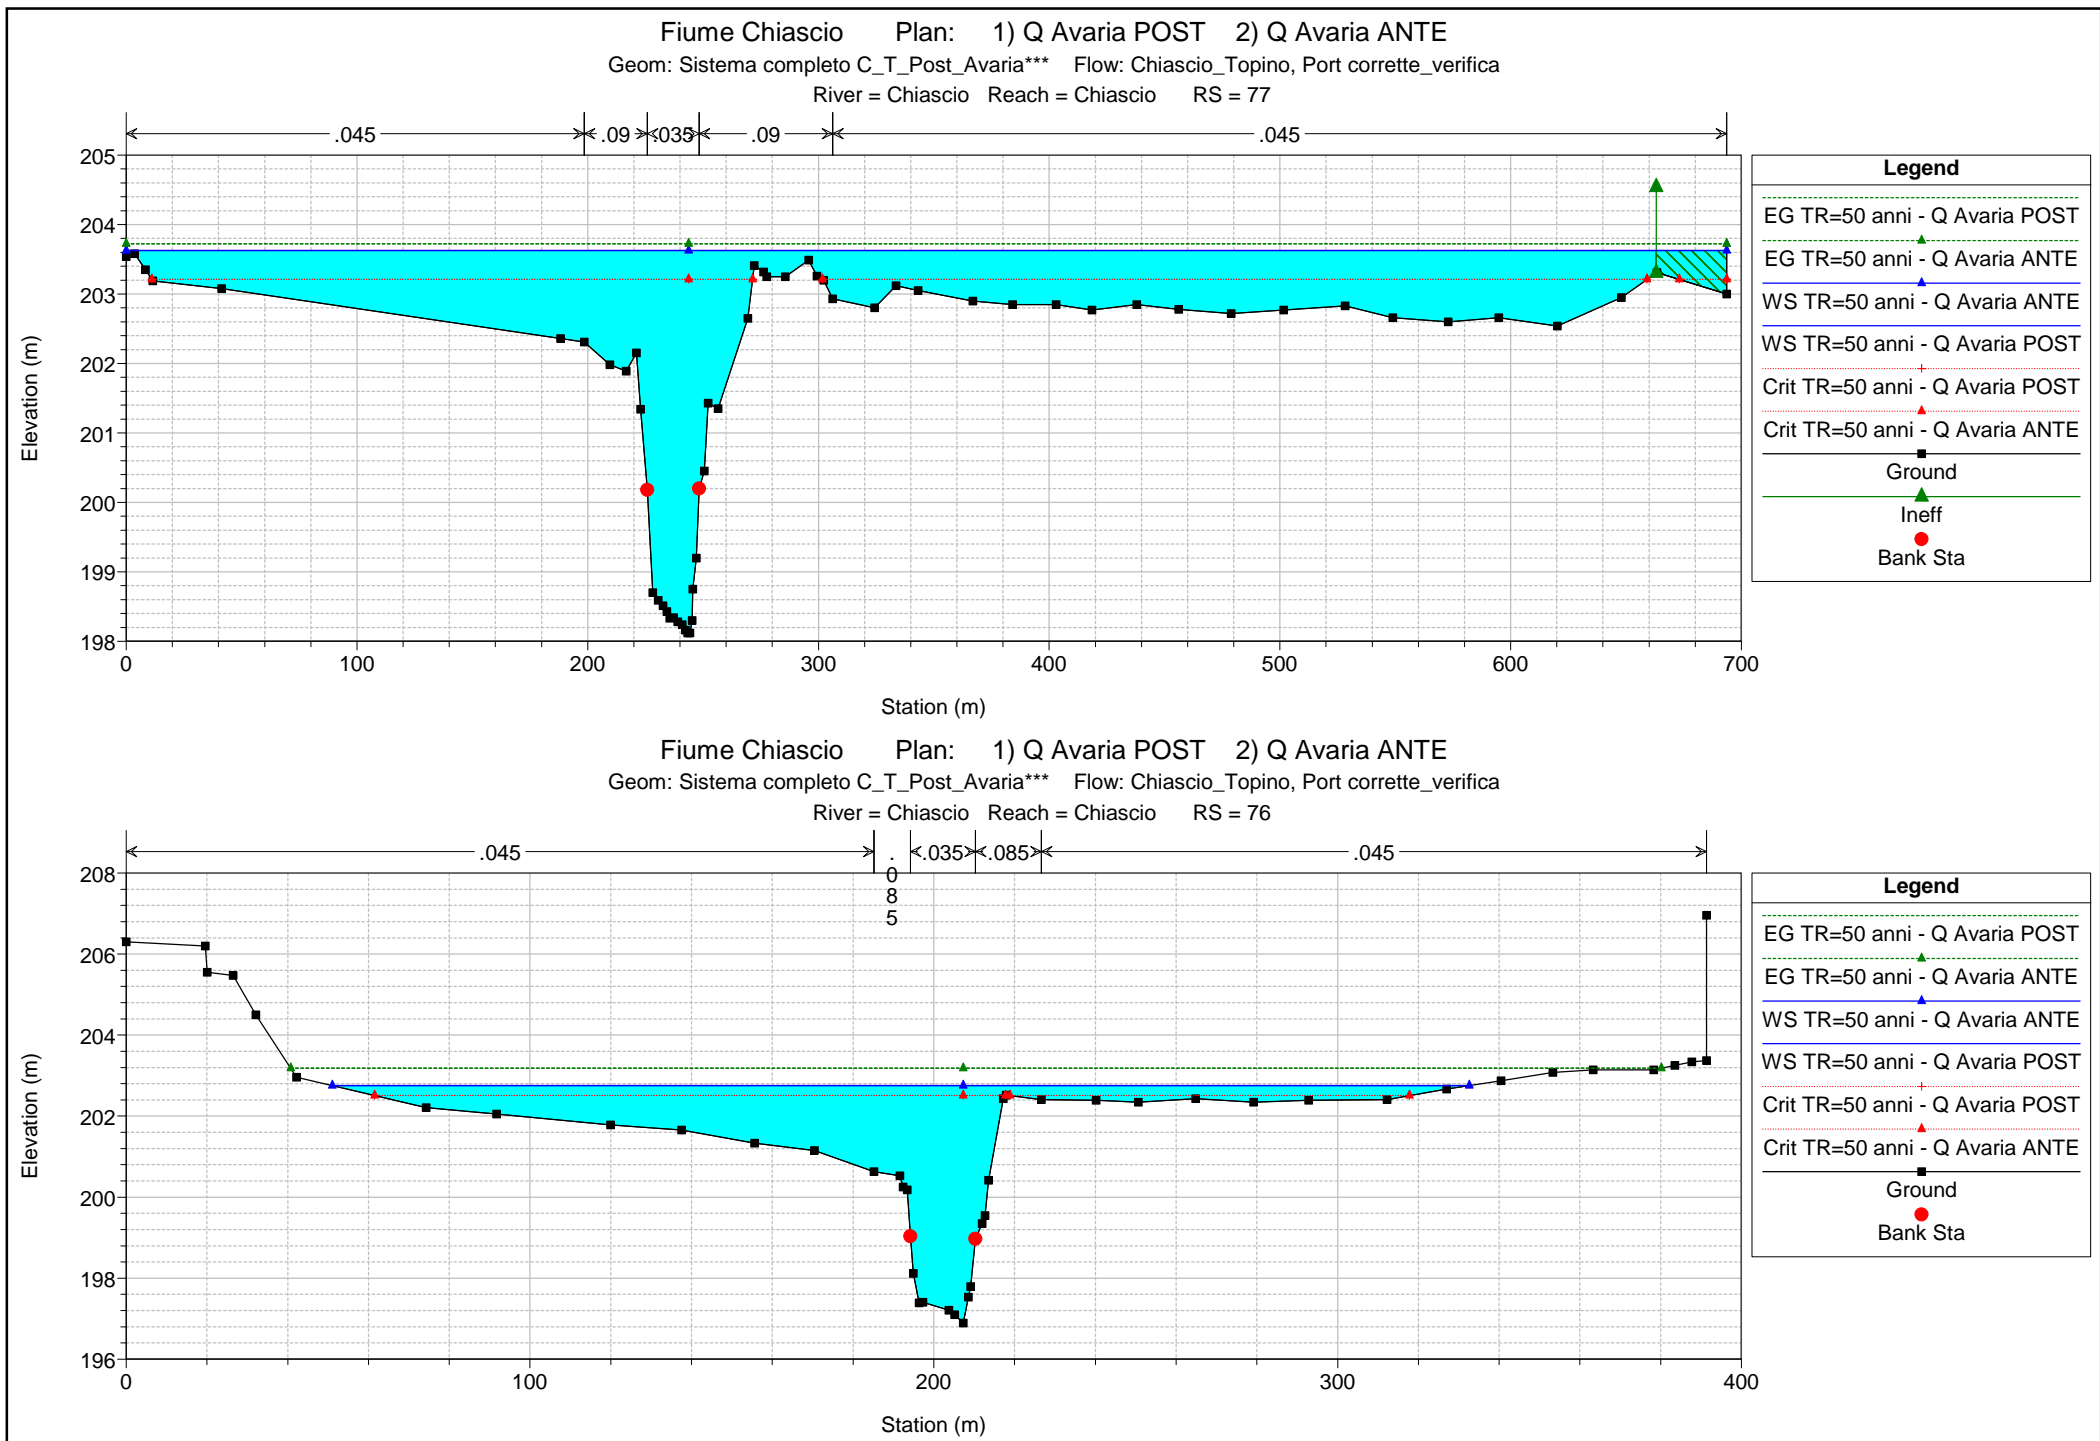 Fiume Chiascio Plan: 1) Q Avaria POST 2) Q Avaria ANTE
Geom: Sistema completo C_T_Post_Avaria*** Flow: Chiascio_Topino, Port corrette_verifica
River = Chiascio Reach = Chiascio RS = 77
.045 .09 .035 .09 .045
205
204
203
202
201
200
199
198
Elevation (m)
0 100 200 300 400 500 600 700
Station (m)
Legend
EG TR=50 anni - Q Avaria POST
EG TR=50 anni - Q Avaria ANTE
WS TR=50 anni - Q Avaria ANTE
WS TR=50 anni - Q Avaria POST
Crit TR=50 anni - Q Avaria POST
Crit TR=50 anni - Q Avaria ANTE
Ground
Ineff
Bank Sta
Fiume Chiascio Plan: 1) Q Avaria POST 2) Q Avaria ANTE
Geom: Sistema completo C_T_Post_Avaria*** Flow: Chiascio_Topino, Port corrette_verifica
River = Chiascio Reach = Chiascio RS = 76
.045 .085 .035 .085 .045
208
206
204
202
200
198
196
Elevation (m)
0 100 200 300 400
Station (m)
Legend
EG TR=50 anni - Q Avaria POST
EG TR=50 anni - Q Avaria ANTE
WS TR=50 anni - Q Avaria ANTE
WS TR=50 anni - Q Avaria POST
Crit TR=50 anni - Q Avaria POST
Crit TR=50 anni - Q Avaria ANTE
Ground
Bank Sta